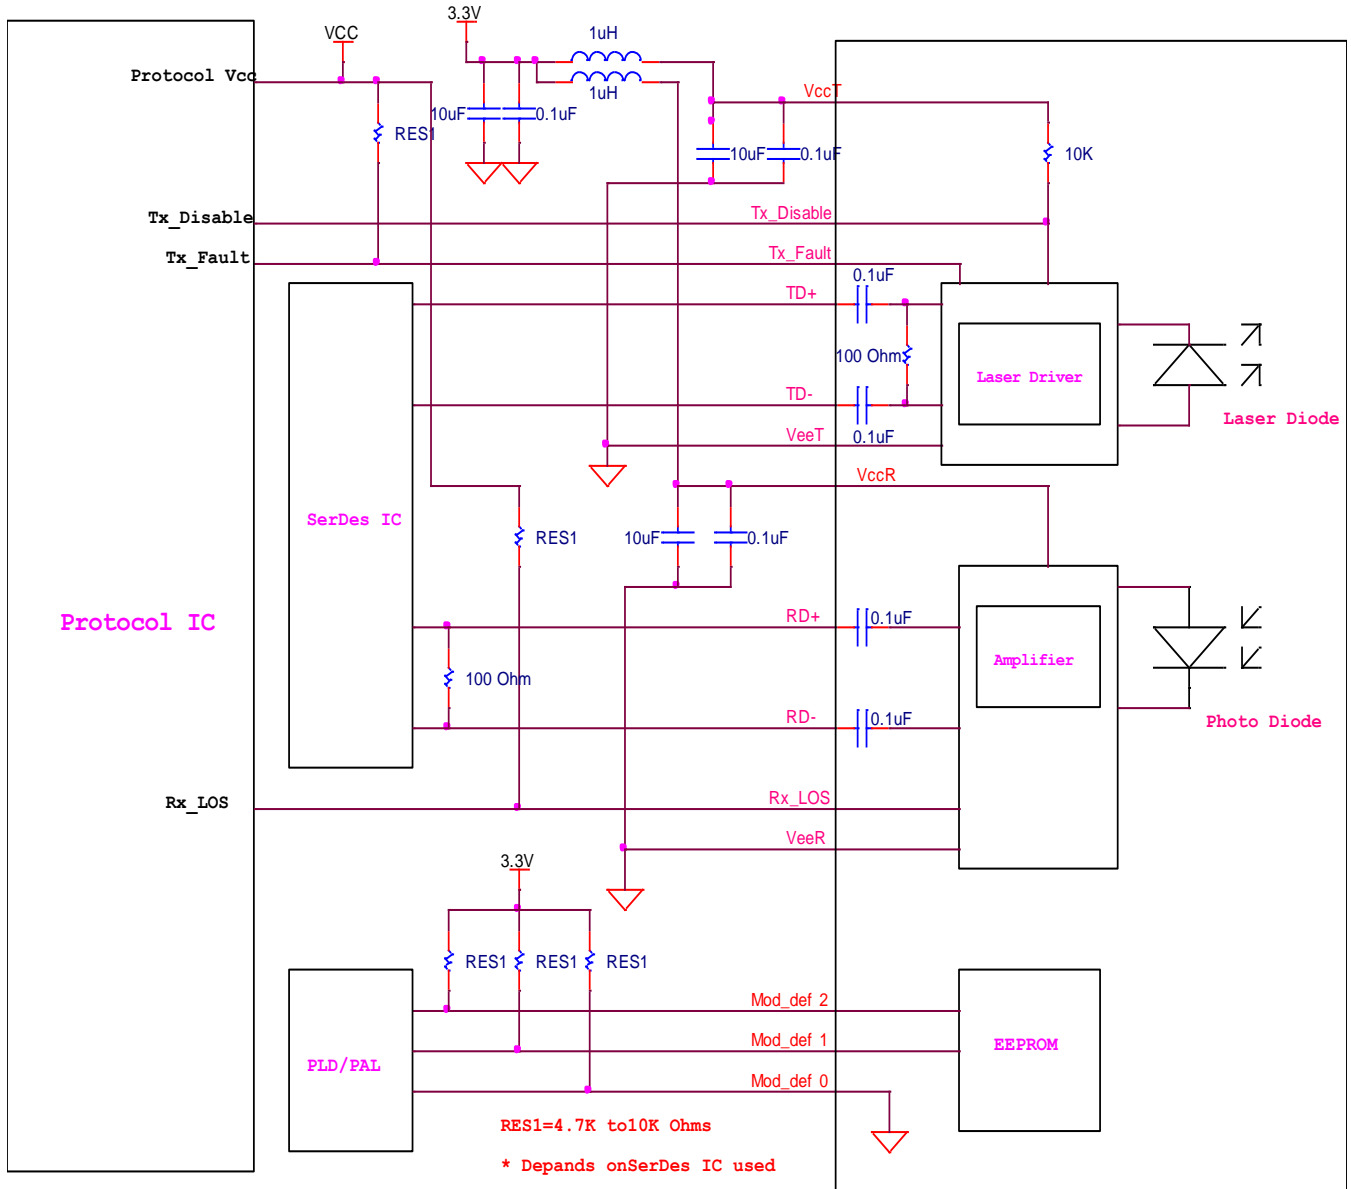 3.3V
VCC
1uH
Protocol Vcc
1uH
VccT
10uF
0.1uF
RES1
10uF
0.1uF
10K
Tx_Disable
Tx_Disable
Tx_Fault
Tx_Fault
0.1uF
TD+
100 Ohm
Laser Driver
TD-
Laser Diode
VeeT
0.1uF
VccR
SerDes IC
RES1
10uF
0.1uF
Protocol IC
RD+
0.1uF
Amplifier
100 Ohm
RD-
0.1uF
Photo Diode
Rx_LOS
Rx_LOS
VeeR
3.3V
RES1
RES1
RES1
Mod_def 2
Mod_def 1
EEPROM
PLD/PAL
Mod_def 0
RES1=4.7K to10K Ohms
* Depands onSerDes IC used